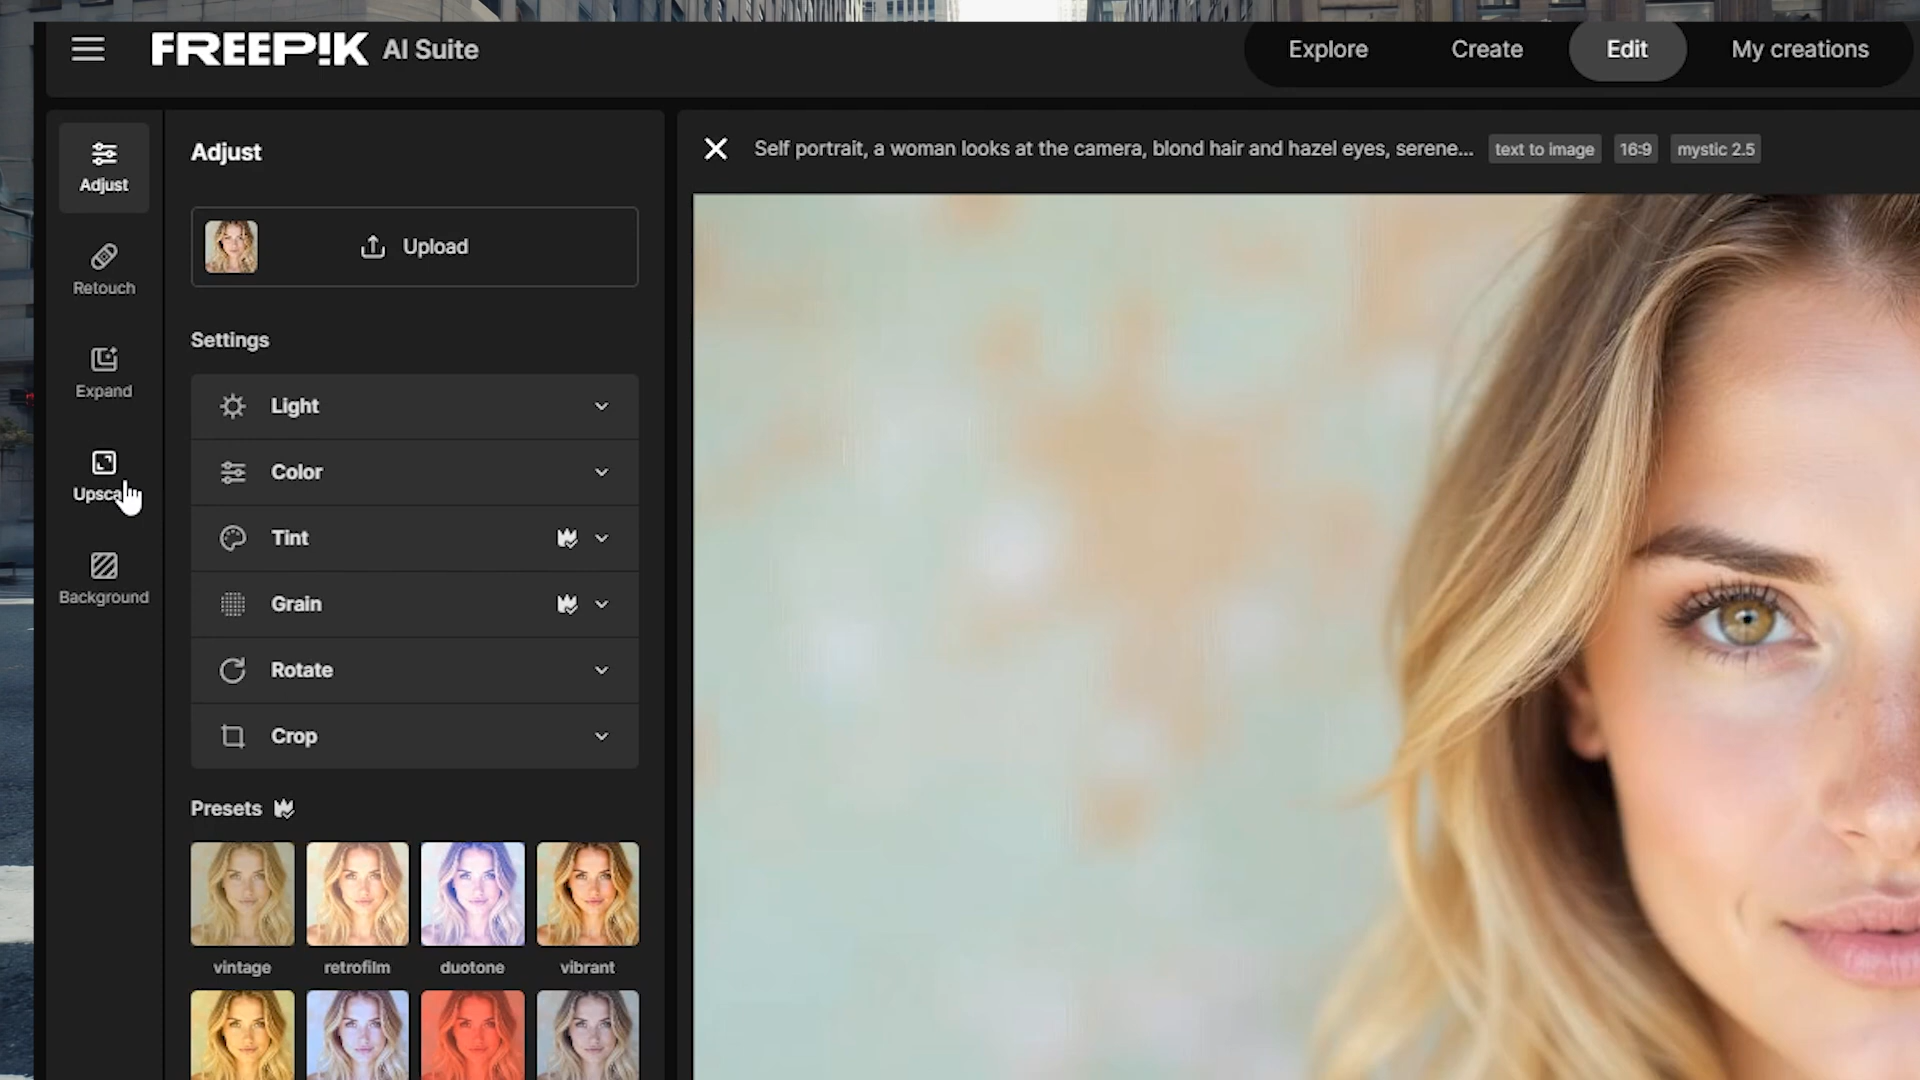 FREEP!K AI Suite
Explore
Create
Edit
My creations
Adjust
Retouch
Expand
Background
Adjust
Upload
Settings
Light
Color
Tint
Grain
Rotate
Crop
Presets
vintage
retrofilm
duotone
vibrant
Self portrait, a woman looks at the camera, blond hair and hazel eyes, serene...
text to image
16:9
mystic 2.5